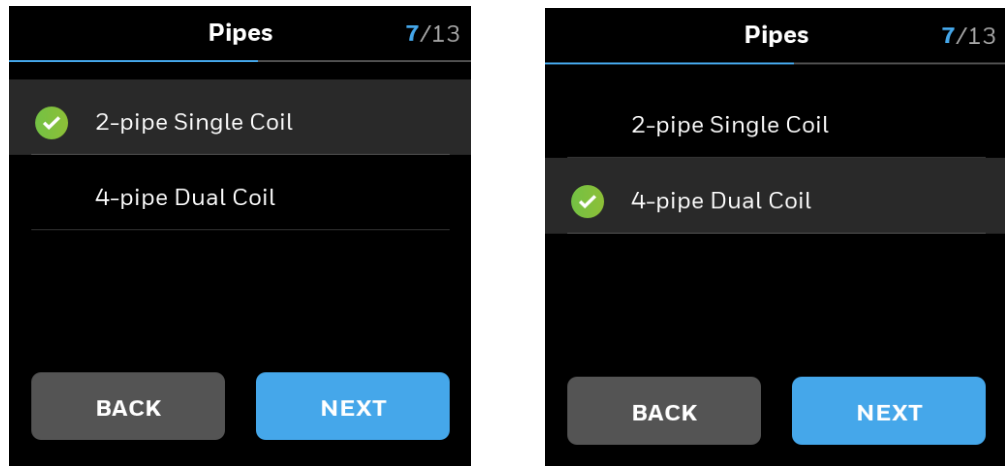 Pipes 7/13
2-pipe Single Coil
4-pipe Dual Coil
BACK NEXT
Pipes 7/13
2-pipe Single Coil
4-pipe Dual Coil
BACK NEXT